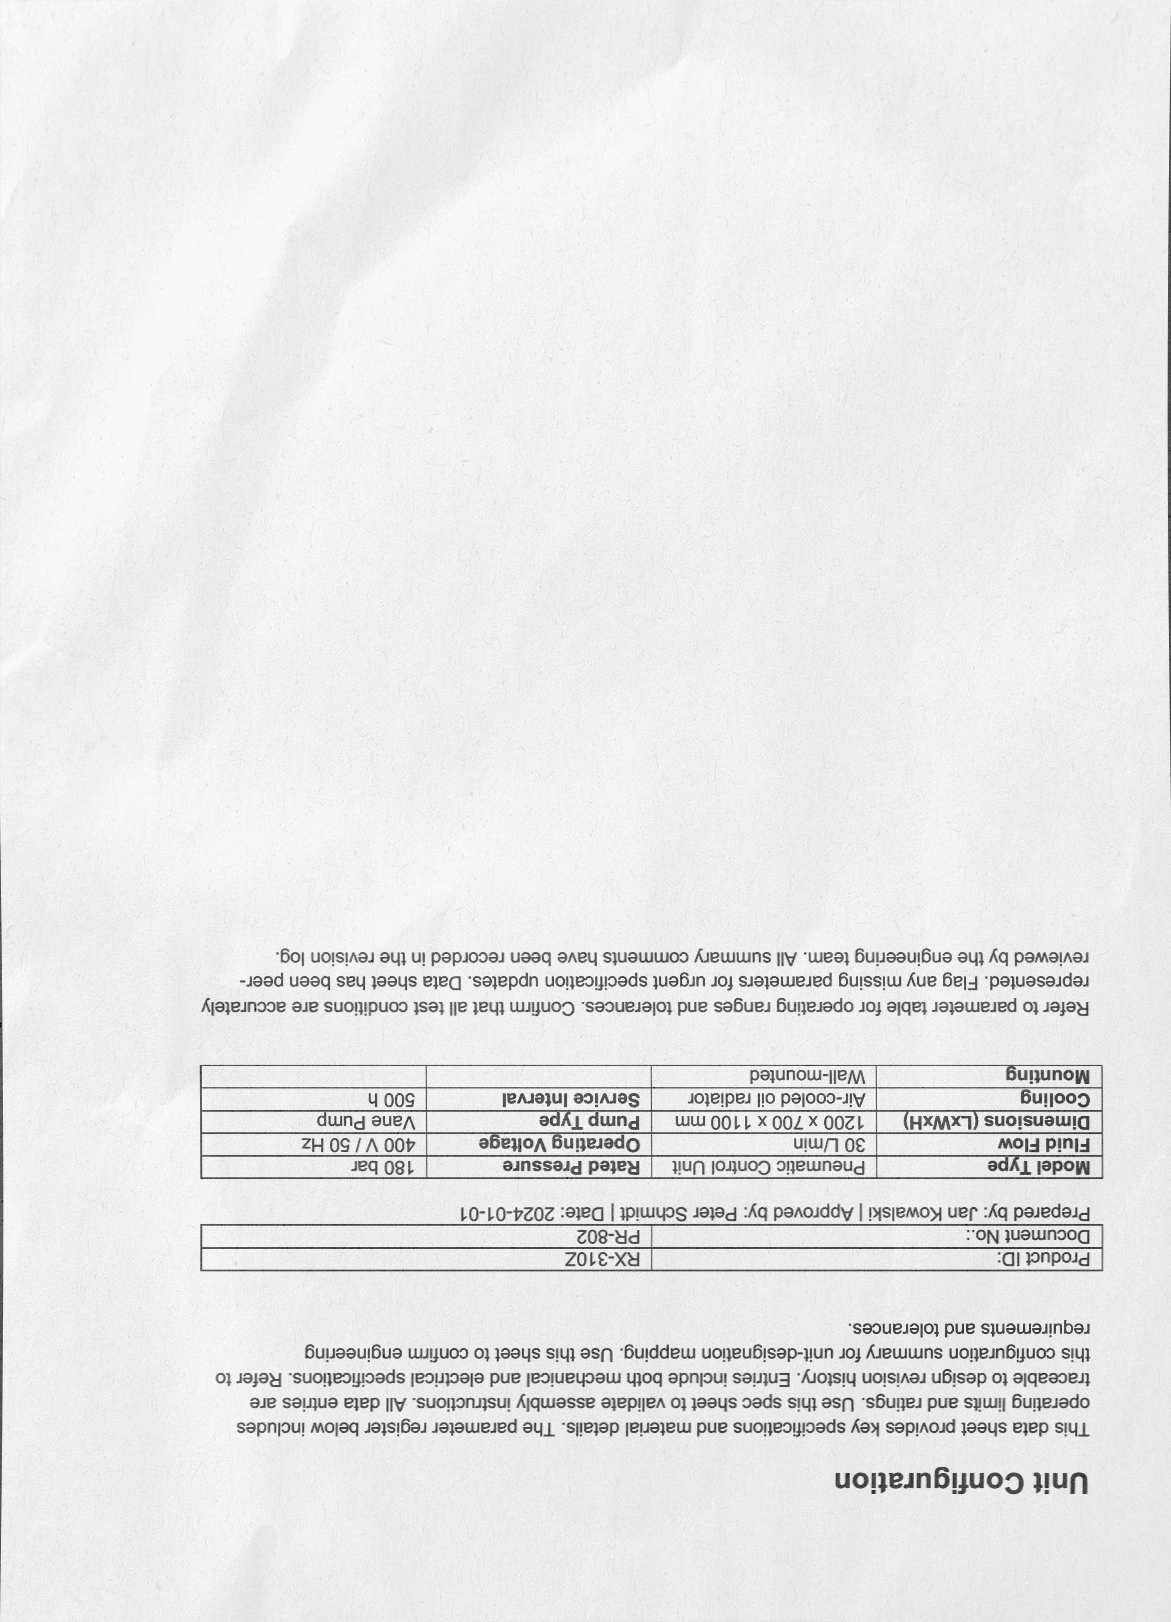 Unit Configuration
This data sheet provides key specifications and material details. The parameter register below includes
operating limits and ratings. Use this spec sheet to validate assembly instructions. All data entries are
traceable to design revision history. Entries include both mechanical and electrical specifications. Refer to
this configuration summary for unit-designation mapping. Use this sheet to confirm engineering
requirements and tolerances.
Product ID: RX-310Z
Document No.: PR-802
Prepared by: Jan Kowalski | Approved by: Peter Schmidt | Date: 2024-01-01
Model Type Pneumatic Control Unit Rated Pressure 180 bar
Fluid Flow 30 L/min Operating Voltage 400 V / 50 Hz
Dimensions (LxWxH) 1200 x 700 x 1100 mm Pump Type Vane Pump
Cooling Air-cooled oil radiator Service Interval 500 h
Mounting Wall-mounted
Refer to parameter table for operating ranges and tolerances. Confirm that all test conditions are accurately
represented. Flag any missing parameters for urgent specification updates. Data sheet has been peer-
reviewed by the engineering team. All summary comments have been recorded in the revision log.